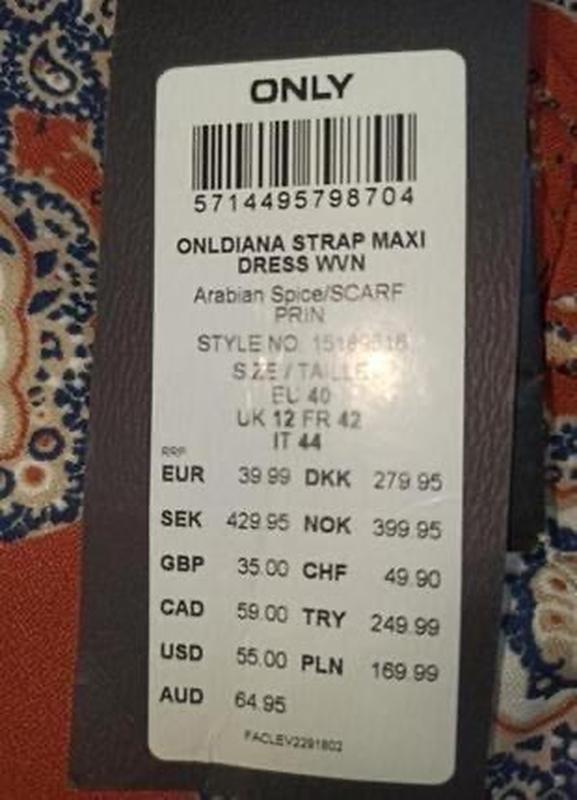 ONLY
5714495798704
ONLDIANA STRAP MAXI
DRESS WVN
Arabian Spice/SCARF
PRIN
STYLE NO.
SIZE / TAILLE
EU 40
UK 12 FR 42
IT 44
RRP
EUR 39.99 DKK 279.95
SEK 429.95 NOK 399.95
GBP 35.00 CHF 49.90
CAD 59.00 TRY 249.99
USD 55.00 PLN 169.99
AUD 64.95
FACLEV2291802